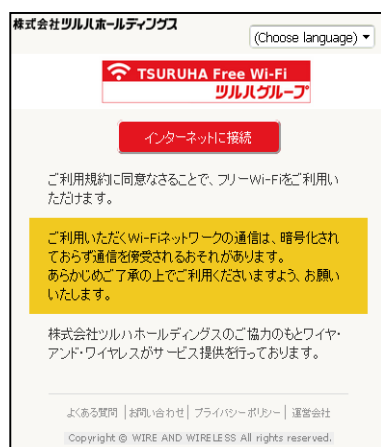 株式会社ツルハホールディングス
(Choose language) ▼
TSURUHA Free Wi-Fi
ツルハグループ
インターネットに接続
ご利用規約に同意なさることで、フリーWi-Fiをご利用い
ただけます。
ご利用いただくWi-Fiネットワークの通信は、暗号化され
ておらず通信を傍受されるおそれがあります。
あらかじめご了承の上でご利用くださいますよう、お願い
いたします。
株式会社ツルハホールディングスのご協力のもとワイヤ・
アンド・ワイヤレスがサービス提供を行っております。
よくある質問 | お問い合わせ | プライバシーポリシー | 運営会社
Copyright © WIRE AND WIRELESS All rights reserved.